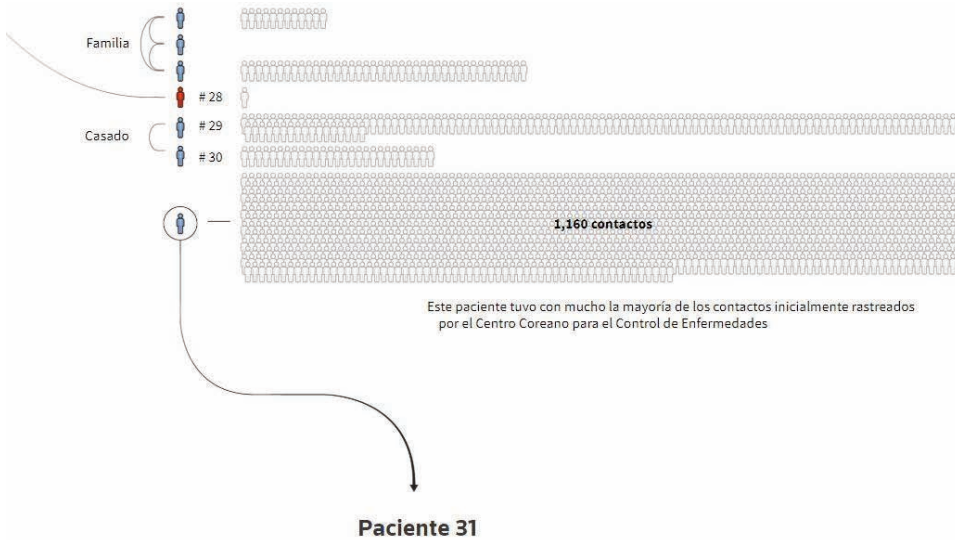 Familia
# 28
# 29
Casado
# 30
1,160 contactos
Este paciente tuvo con mucho la mayoría de los contactos inicialmente rastreados
por el Centro Coreano para el Control de Enfermedades
Paciente 31